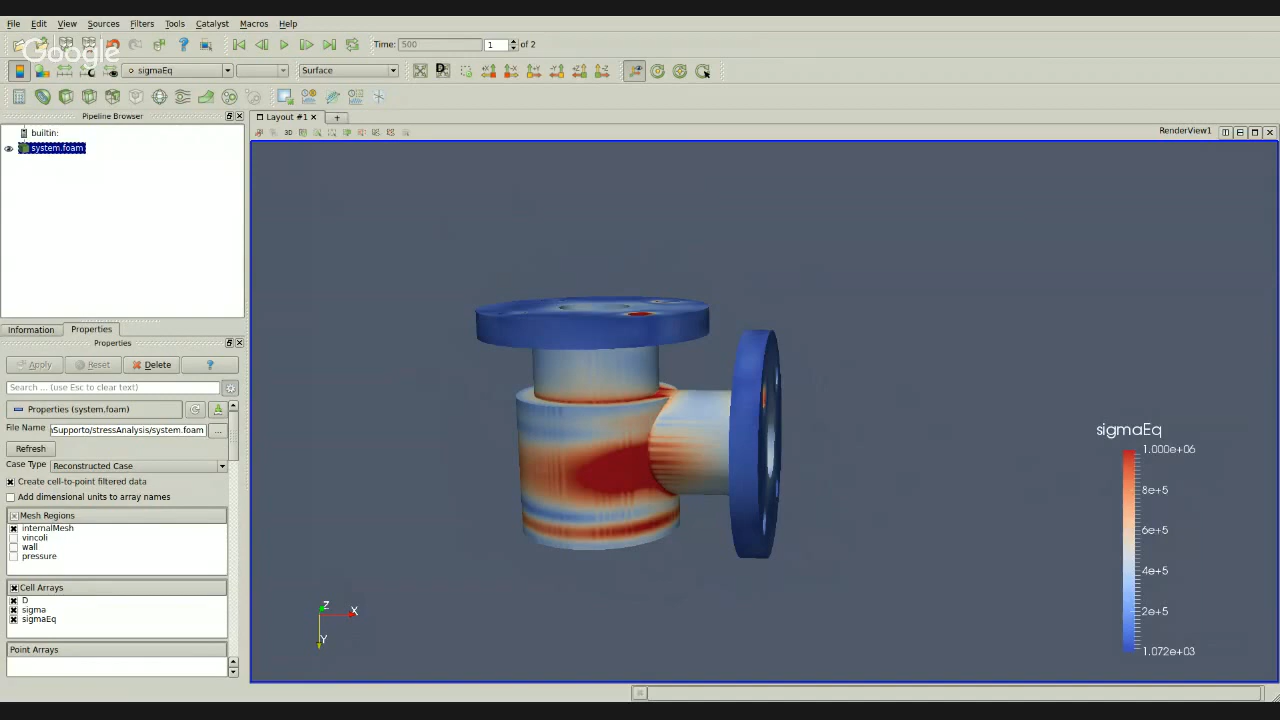 File Edit View Sources Filters Tools Catalyst Macros Help
Google
Time: 500 1 of 2
sigmaEq Surface
Pipeline Browser
Layout #1
builtin:
3D
RenderView1
system.foam
Information Properties
Properties
Apply Reset Delete ?
Search ... (use Esc to clear text)
Properties (system.foam)
File Name Supporto/stressAnalysis/system.foam ...
Refresh
Case Type Reconstructed Case
Create cell-to-point filtered data
Add dimensional units to array names
Mesh Regions
internalMesh
vincoli
wall
pressure
Cell Arrays
D
sigma
sigmaEq
Point Arrays
Z
X
Y
sigmaEq
1.000e+06
8e+5
6e+5
4e+5
2e+5
1.072e+03